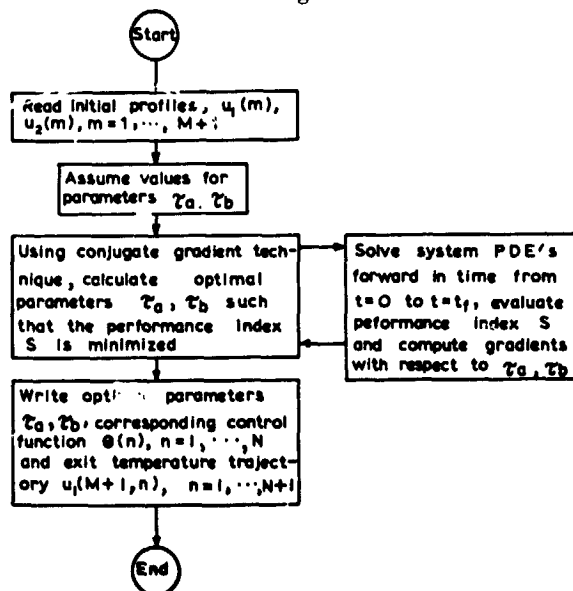 Start
Read initial profiles, u₁(m),
u₂(m), m=1,···, M+1
Assume values for
parameters τa, τb
Using conjugate gradient tech-
nique, calculate optimal
parameters τa, τb such
that the performance index
S is minimized
Solve system PDE's
forward in time from
t=0 to t=tf, evaluate
peformance index S
and compute gradients
with respect to τa, τb
Write parameters
τa, τb, corresponding control
function θ(n), n=1, ···, N
and exit temperature traject-
ory u₁(M+1,n), n=1, ···,N+1
End